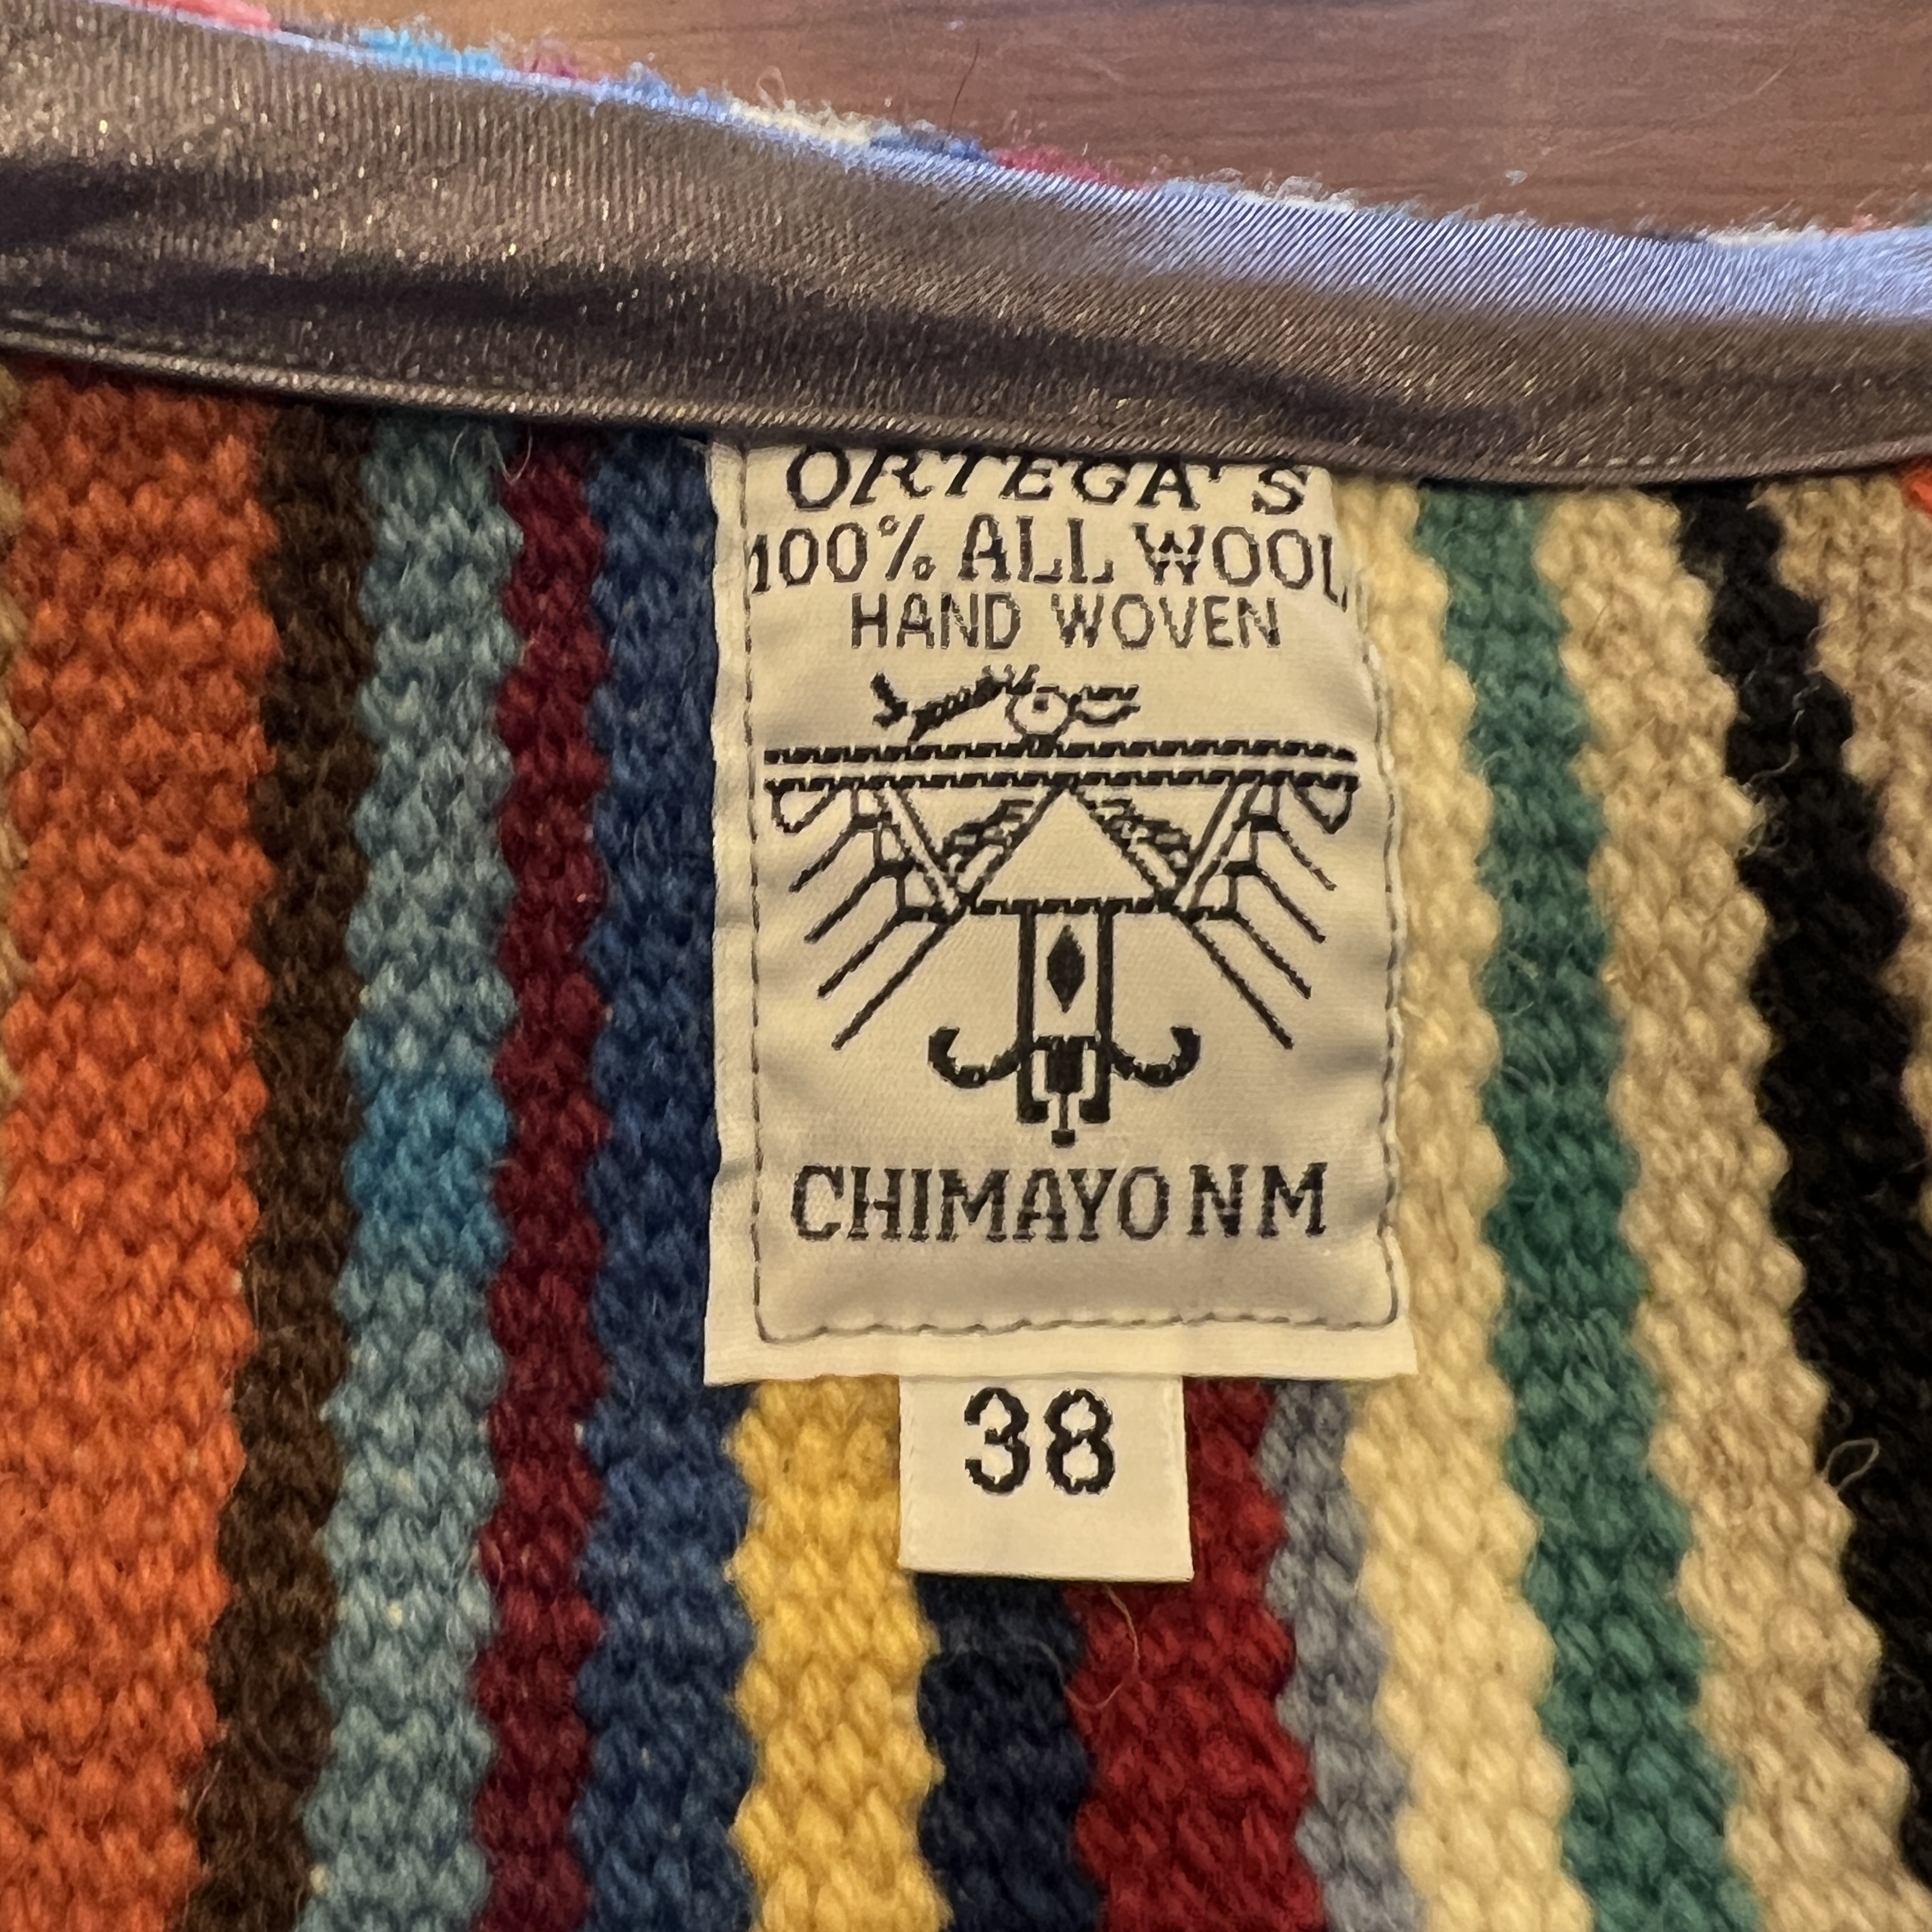 ORTEGA'S
100% ALL WOOL
HAND WOVEN
CHIMAYO NM
38